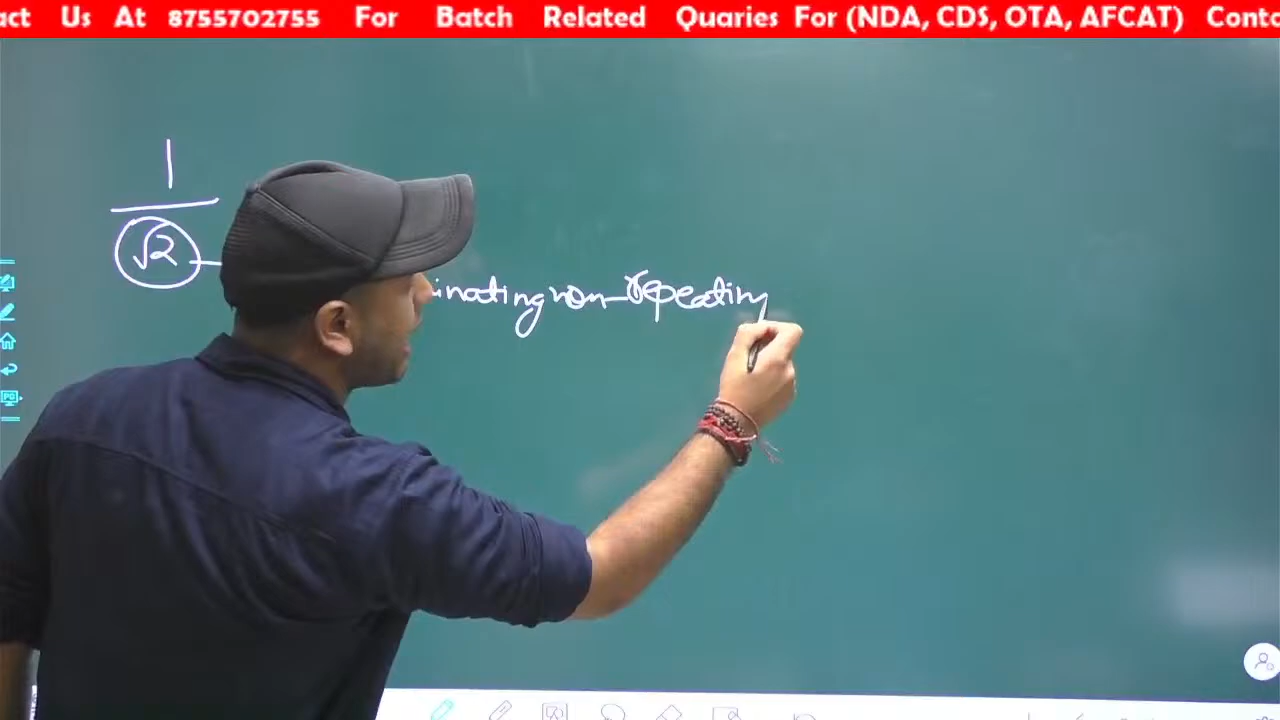 act Us At 8755702755 For Batch Related Quaries For (NDA, CDS, OTA, AFCAT) Conta
1
√2
inating non-repeating